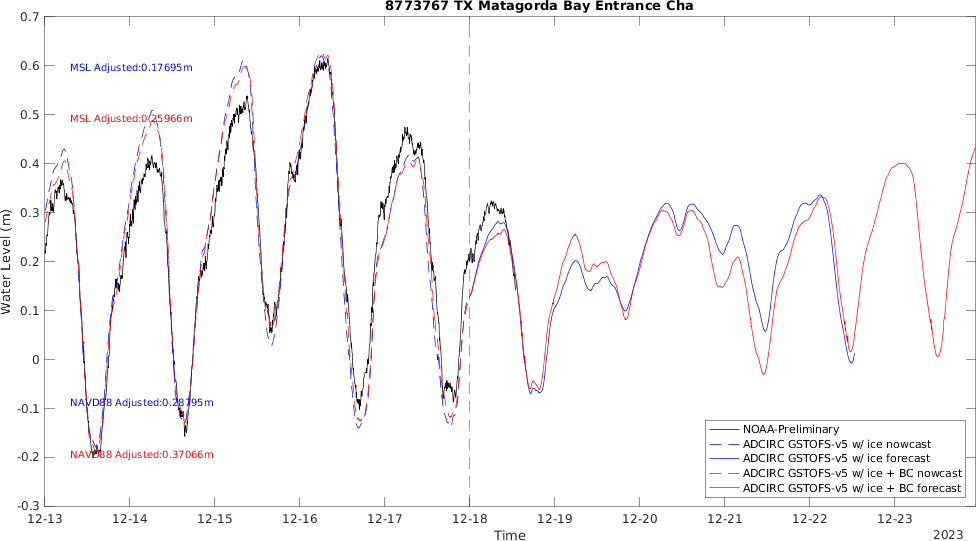 8773767 TX Matagorda Bay Entrance Cha
0.7
0.6
0.5
0.4
0.3
0.2
0.1
0
-0.1
-0.2
-0.3
Water Level (m)
MSL Adjusted:0.17695m
MSL Adjusted:0.25966m
NAVD88 Adjusted:0.28795m
NAVD88 Adjusted:0.37066m
NOAA-Preliminary
ADCIRC GSTOFS-v5 w/ ice nowcast
ADCIRC GSTOFS-v5 w/ ice forecast
ADCIRC GSTOFS-v5 w/ ice + BC nowcast
ADCIRC GSTOFS-v5 w/ ice + BC forecast
12-13 12-14 12-15 12-16 12-17 12-18 12-19 12-20 12-21 12-22 12-23
Time
2023